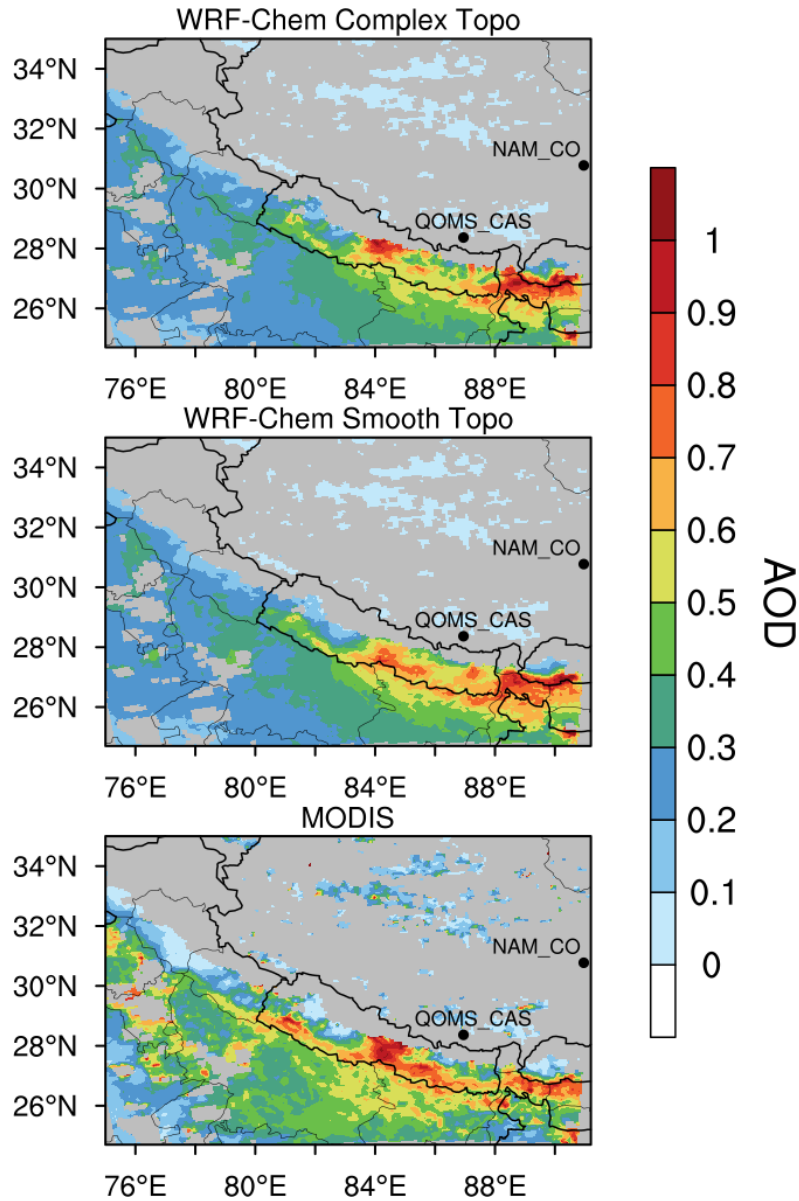 WRF-Chem Complex Topo
34°N
32°N
30°N
28°N
26°N
NAM_CO
QOMS_CAS
76°E 80°E 84°E 88°E
WRF-Chem Smooth Topo
34°N
32°N
30°N
28°N
26°N
NAM_CO
QOMS_CAS
76°E 80°E 84°E 88°E
MODIS
34°N
32°N
30°N
28°N
26°N
NAM_CO
QOMS_CAS
76°E 80°E 84°E 88°E
1
0.9
0.8
0.7
0.6
0.5
0.4
0.3
0.2
0.1
0
AOD